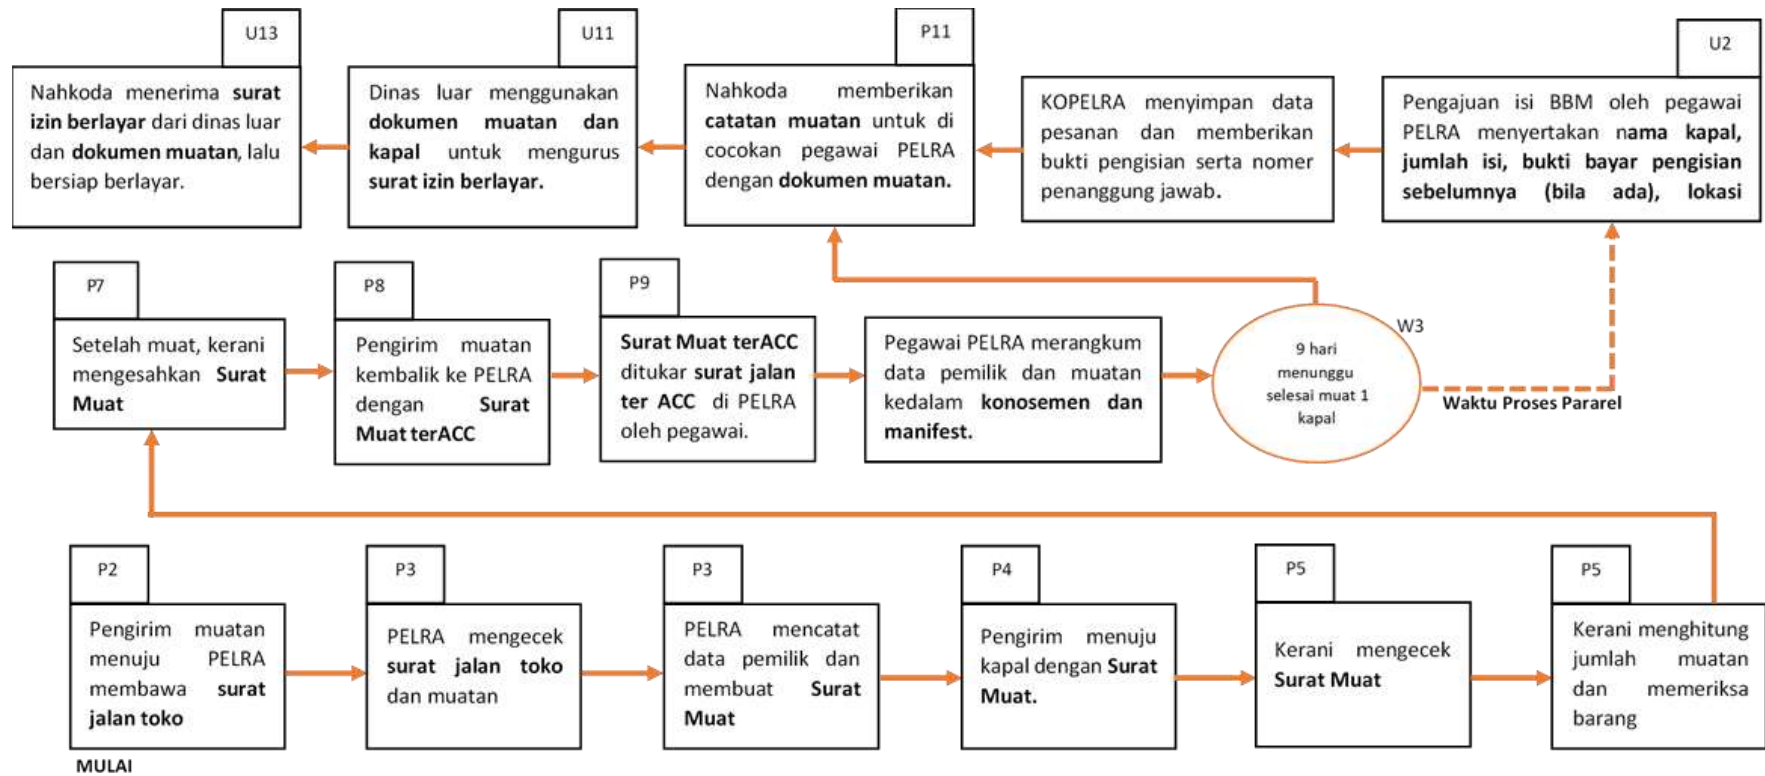 U13
Nahkoda menerima surat
izin berlayar dari dinas luar
dan dokumen muatan, lalu
bersiap berlayar.
U11
Dinas luar menggunakan
dokumen muatan dan
kapal untuk mengurus
surat izin berlayar.
P11
Nahkoda memberikan
catatan muatan untuk di
cocokan pegawai PELRA
dengan dokumen muatan.
KOPELRA menyimpan data
pesanan dan memberikan
bukti pengisian serta nomer
penanggung jawab.
U2
Pengajuan isi BBM oleh pegawai
PELRA menyertakan nama kapal,
jumlah isi, bukti bayar pengisian
sebelumnya (bila ada), lokasi
P7
Setelah muat, kerani
mengesahkan Surat
Muat
P8
Pengirim muatan
kembalik ke PELRA
dengan Surat
Muat terACC
P9
Surat Muat terACC
ditukar surat jalan
ter ACC di PELRA
oleh pegawai.
Pegawai PELRA merangkum
data pemilik dan muatan
kedalam konosemen dan
manifest.
W3
9 hari
menunggu
selesai muat 1
kapal
Waktu Proses Pararel
P2
Pengirim muatan
menuju PELRA
membawa surat
jalan toko
MULAI
P3
PELRA mengecek
surat jalan toko
dan muatan
P3
PELRA mencatat
data pemilik dan
membuat Surat
Muat
P4
Pengirim menuju
kapal dengan Surat
Muat.
P5
Kerani mengecek
Surat Muat
P5
Kerani menghitung
jumlah muatan
dan memeriksa
barang